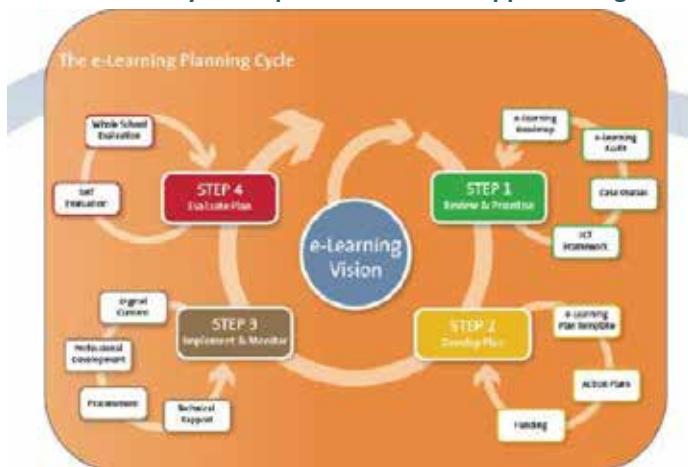 The e-Learning Planning Cycle
Whole School
Evaluation
Self
Evaluation
STEP 4
Evaluate Plan
e-Learning
Roadmap
e-Learning
Audit
Case Studies
ICT
Framework
STEP 1
Review & Prioritise
e-Learning
Vision
Digital
Content
Professional
Development
Procurement
Technical
Support
STEP 3
Implement & Monitor
STEP 2
Develop Plan
e-Learning
Plan Template
Action Plans
Funding